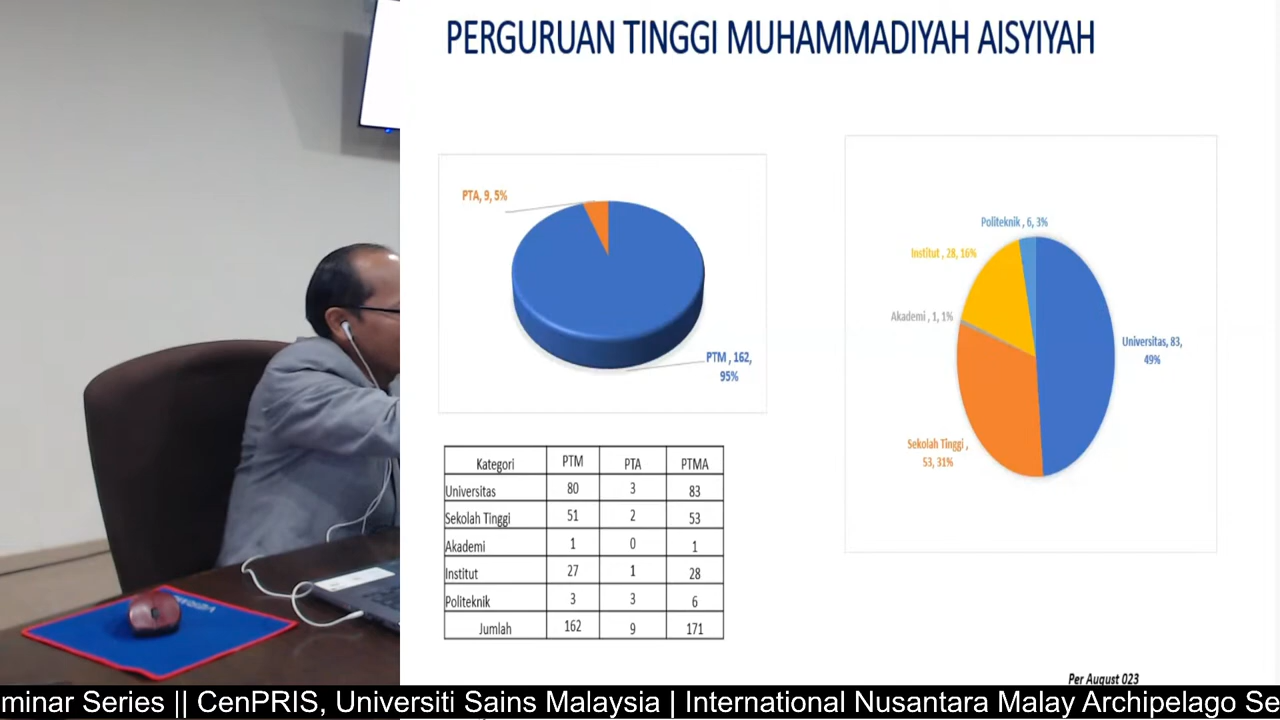 PERGURUAN TINGGI MUHAMMADIYAH AISYIYAH
PTA, 9, 5%
PTM , 162,
95%
Politeknik , 6, 3%
Institut , 28, 16%
Akademi , 1, 1%
Universitas, 83,
49%
Sekolah Tinggi ,
53, 31%
Kategori PTM PTA PTMA
Universitas 80 3 83
Sekolah Tinggi 51 2 53
Akademi 1 0 1
Institut 27 1 28
Politeknik 3 3 6
Jumlah 162 9 171
Per August 023
minar Series || CenPRIS, Universiti Sains Malaysia | International Nusantara Malay Archipelago Se